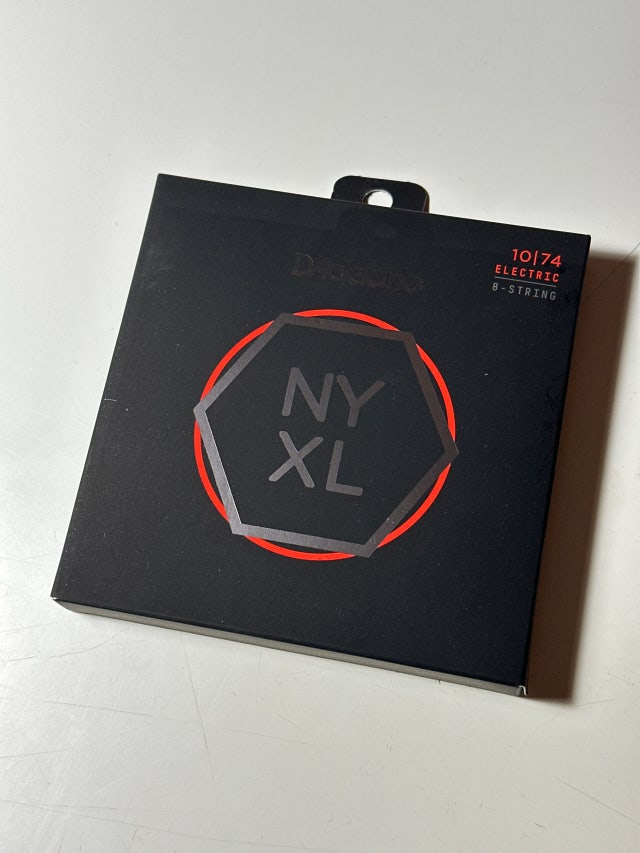 D'Addario
10|74
ELECTRIC
8-STRING
NY
XL